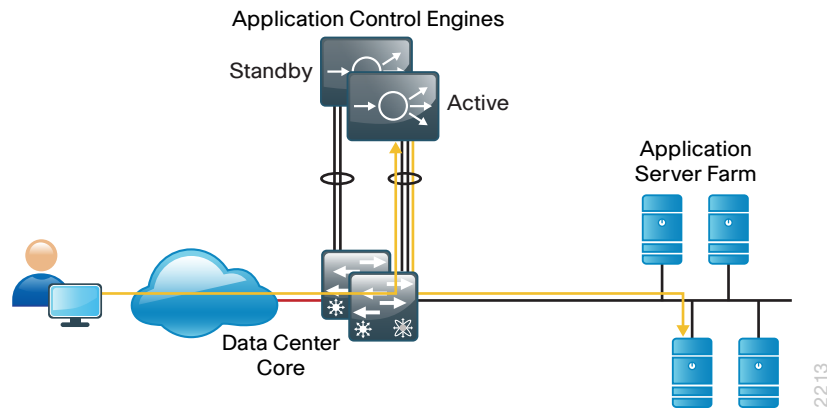 Application Control Engines
Standby
Active
Application
Server Farm
Data Center
Core
2213